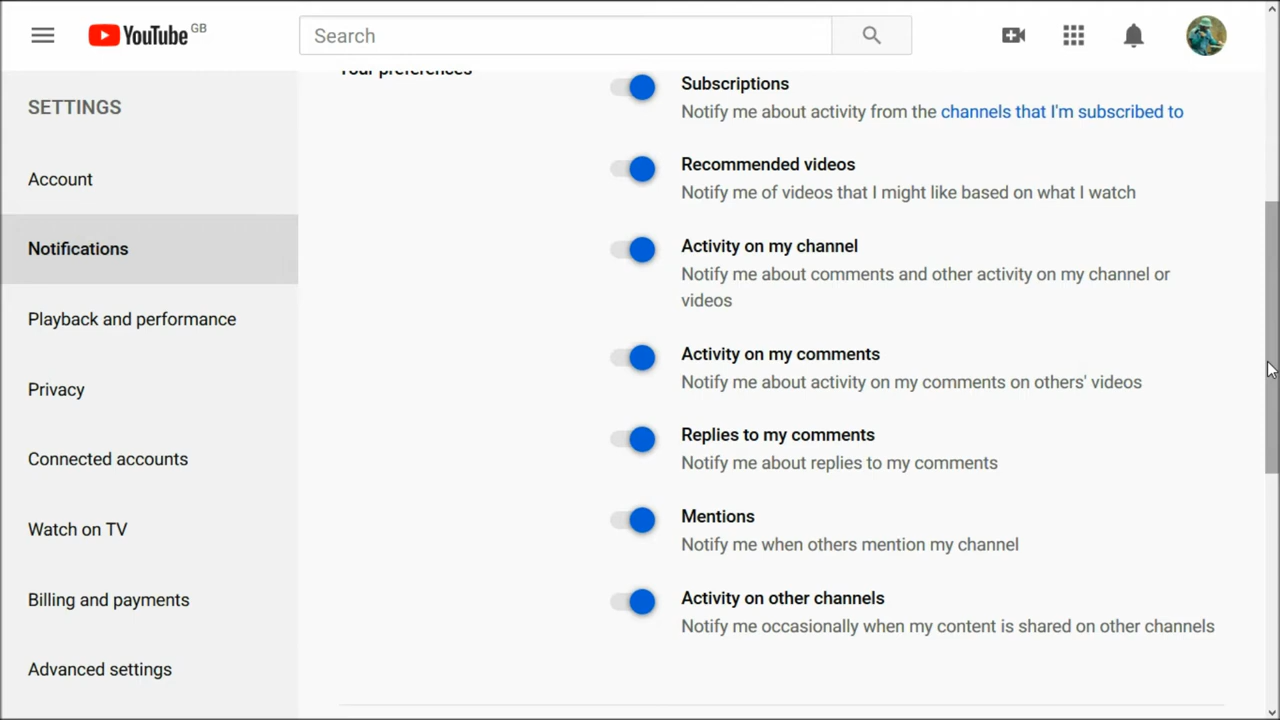 YouTube GB
Search
Your preferences
SETTINGS
Account
Notifications
Playback and performance
Privacy
Connected accounts
Watch on TV
Billing and payments
Advanced settings
Subscriptions
Notify me about activity from the channels that I'm subscribed to
Recommended videos
Notify me of videos that I might like based on what I watch
Activity on my channel
Notify me about comments and other activity on my channel or
videos
Activity on my comments
Notify me about activity on my comments on others' videos
Replies to my comments
Notify me about replies to my comments
Mentions
Notify me when others mention my channel
Activity on other channels
Notify me occasionally when my content is shared on other channels